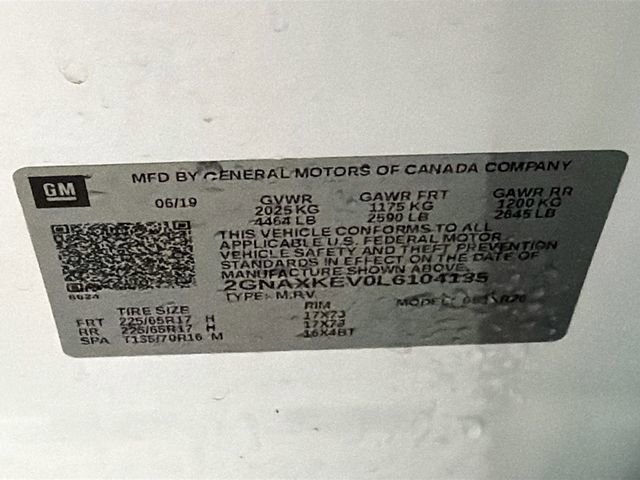 GM
MFD BY GENERAL MOTORS OF CANADA COMPANY
06/19 GVWR GAWR FRT GAWR RR
2025 KG 1175 KG 1200 KG
4464 LB 2590 LB 2645 LB
THIS VEHICLE CONFORMS TO ALL
APPLICABLE U.S. FEDERAL MOTOR
VEHICLE SAFETY AND THEFT PREVENTION
STANDARDS IN EFFECT ON THE DATE OF
MANUFACTURE SHOWN ABOVE.
2GNAXKEV0L6104135
6624
TYPE: M.P.V. MODEL:
TIRE SIZE RIM
FRT 225/65R17 H 17X7J
RR 225/65R17 H 17X7J
SPA T135/70R16 M 16X4BT